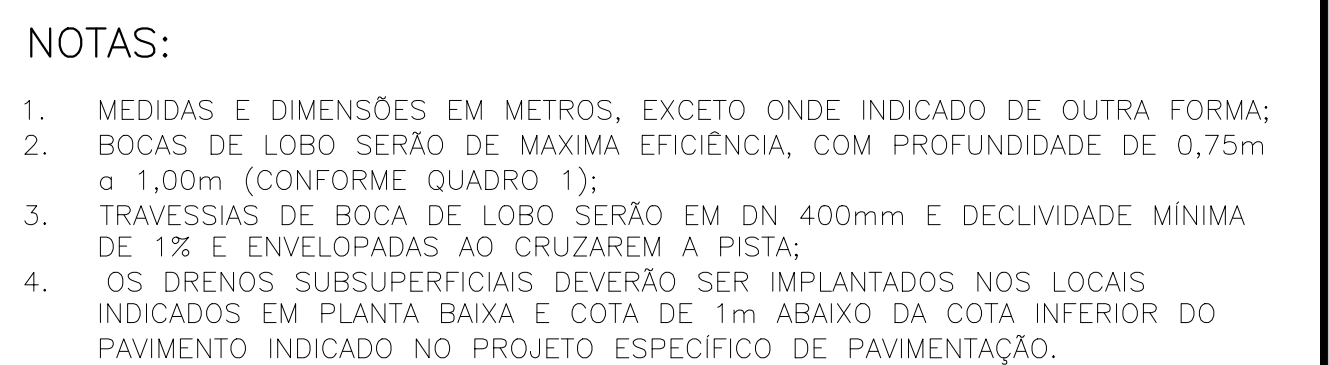 NOTAS:
1. MEDIDAS E DIMENSÕES EM METROS, EXCETO ONDE INDICADO DE OUTRA FORMA;
2. BOCAS DE LOBO SERÃO DE MAXIMA EFICIÊNCIA, COM PROFUNDIDADE DE 0,75m
a 1,00m (CONFORME QUADRO 1);
3. TRAVESSIAS DE BOCA DE LOBO SERÃO EM DN 400mm E DECLIVIDADE MÍNIMA
DE 1% E ENVELOPADAS AO CRUZAREM A PISTA;
4. OS DRENOS SUBSUPERFICIAIS DEVERÃO SER IMPLANTADOS NOS LOCAIS
INDICADOS EM PLANTA BAIXA E COTA DE 1m ABAIXO DA COTA INFERIOR DO
PAVIMENTO INDICADO NO PROJETO ESPECÍFICO DE PAVIMENTAÇÃO.